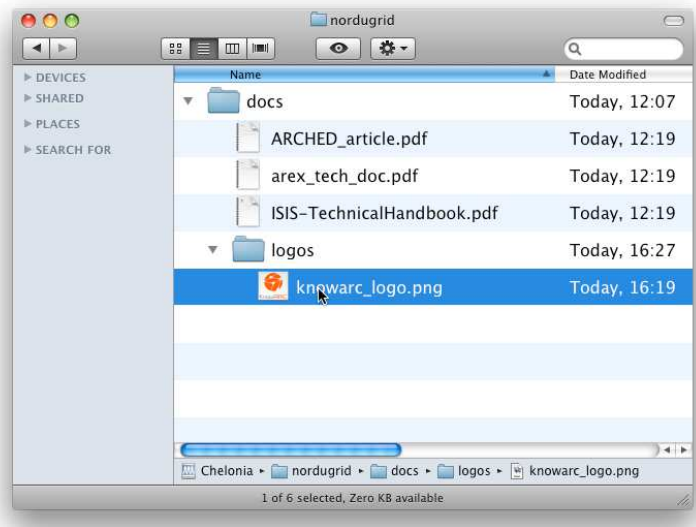 nordugrid
DEVICES
SHARED
PLACES
SEARCH FOR
Name Date Modified
docs Today, 12:07
ARCHED_article.pdf Today, 12:19
arex_tech_doc.pdf Today, 12:19
ISIS-TechnicalHandbook.pdf Today, 12:19
logos Today, 16:27
knowarc_logo.png Today, 16:19
Chelonia ▸ nordugrid ▸ docs ▸ logos ▸ knowarc_logo.png
1 of 6 selected, Zero KB available